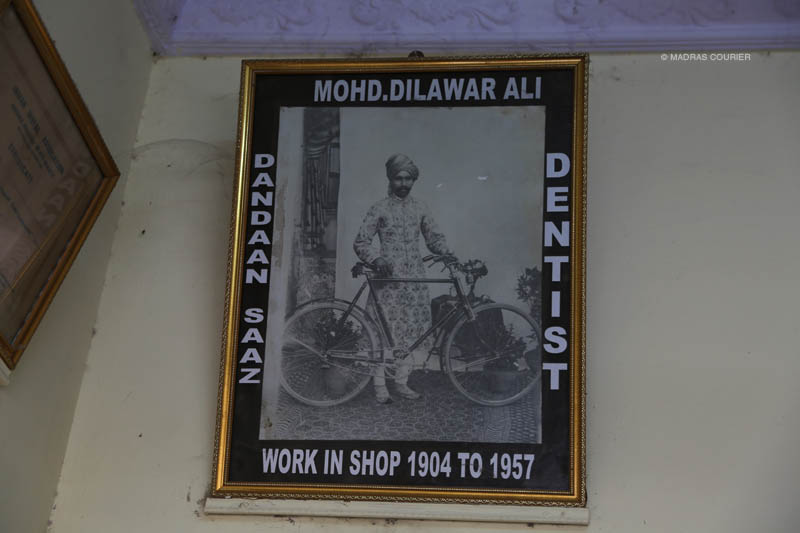 © MADRAS COURIER
MOHD.DILAWAR ALI
DANDAAN SAAZ
DENTIST
WORK IN SHOP 1904 TO 1957